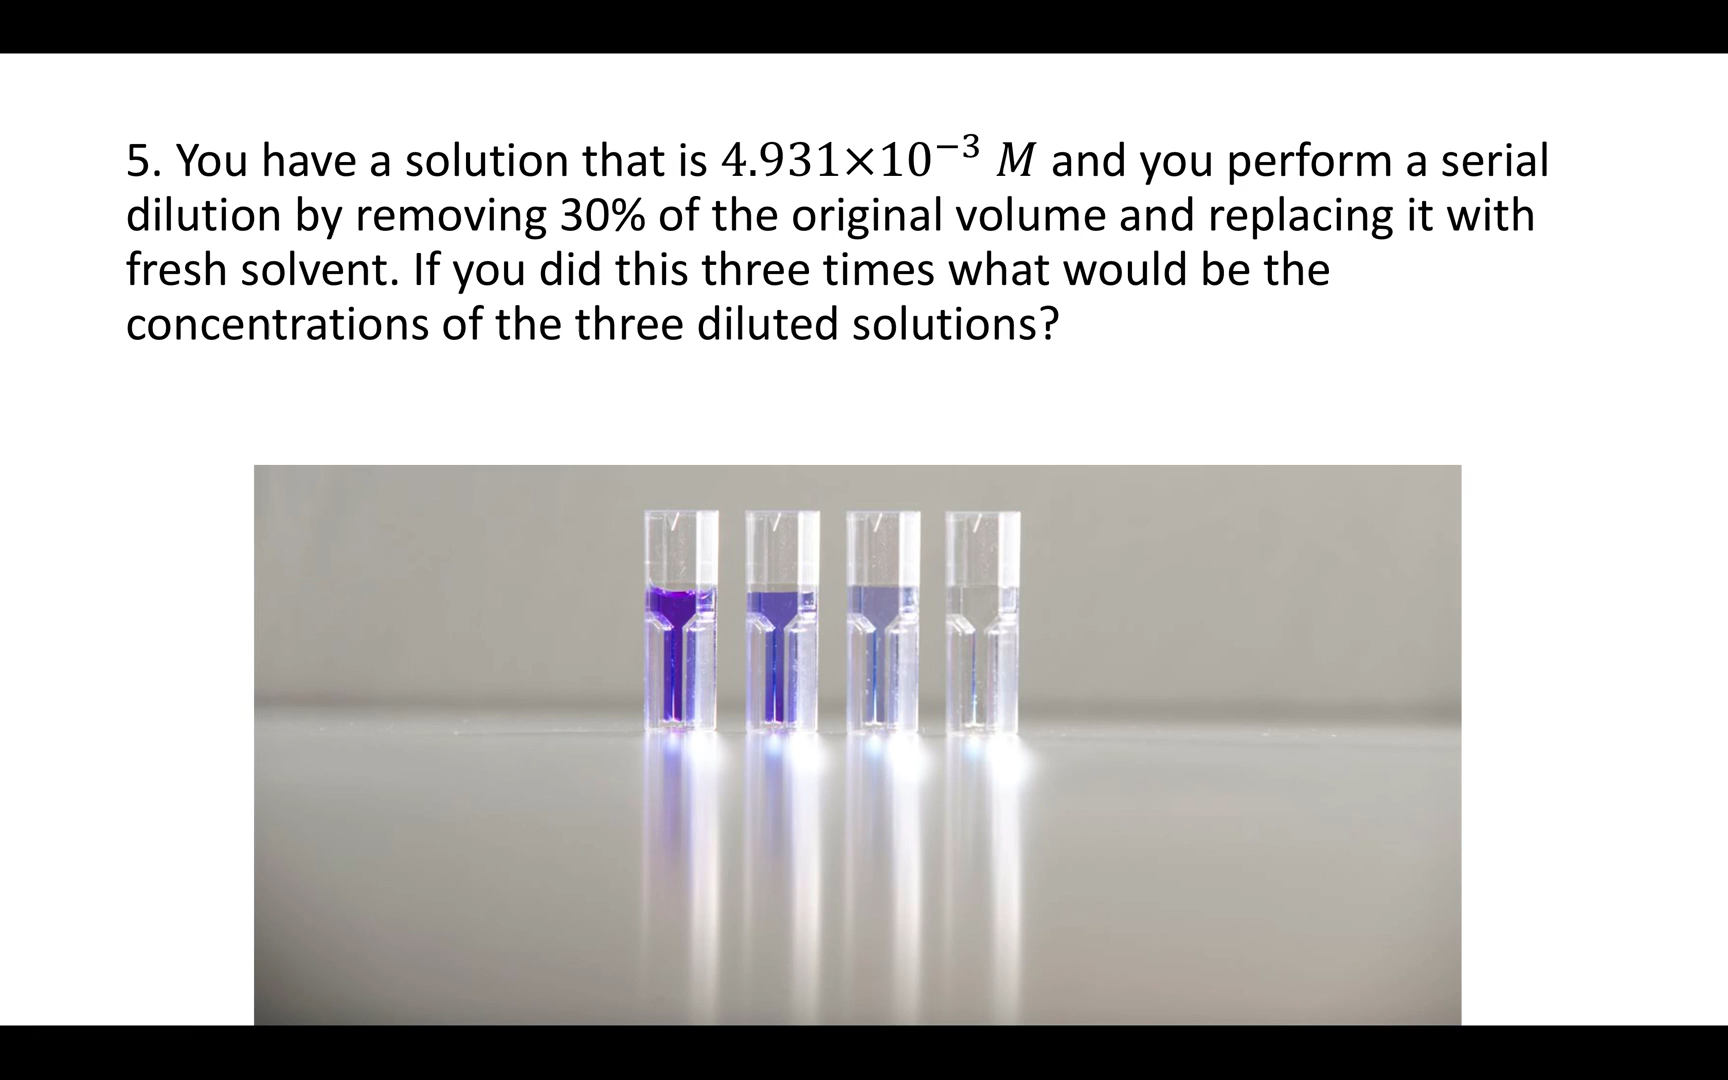 5. You have a solution that is 4.931×10⁻³ M and you perform a serial
dilution by removing 30% of the original volume and replacing it with
fresh solvent. If you did this three times what would be the
concentrations of the three diluted solutions?